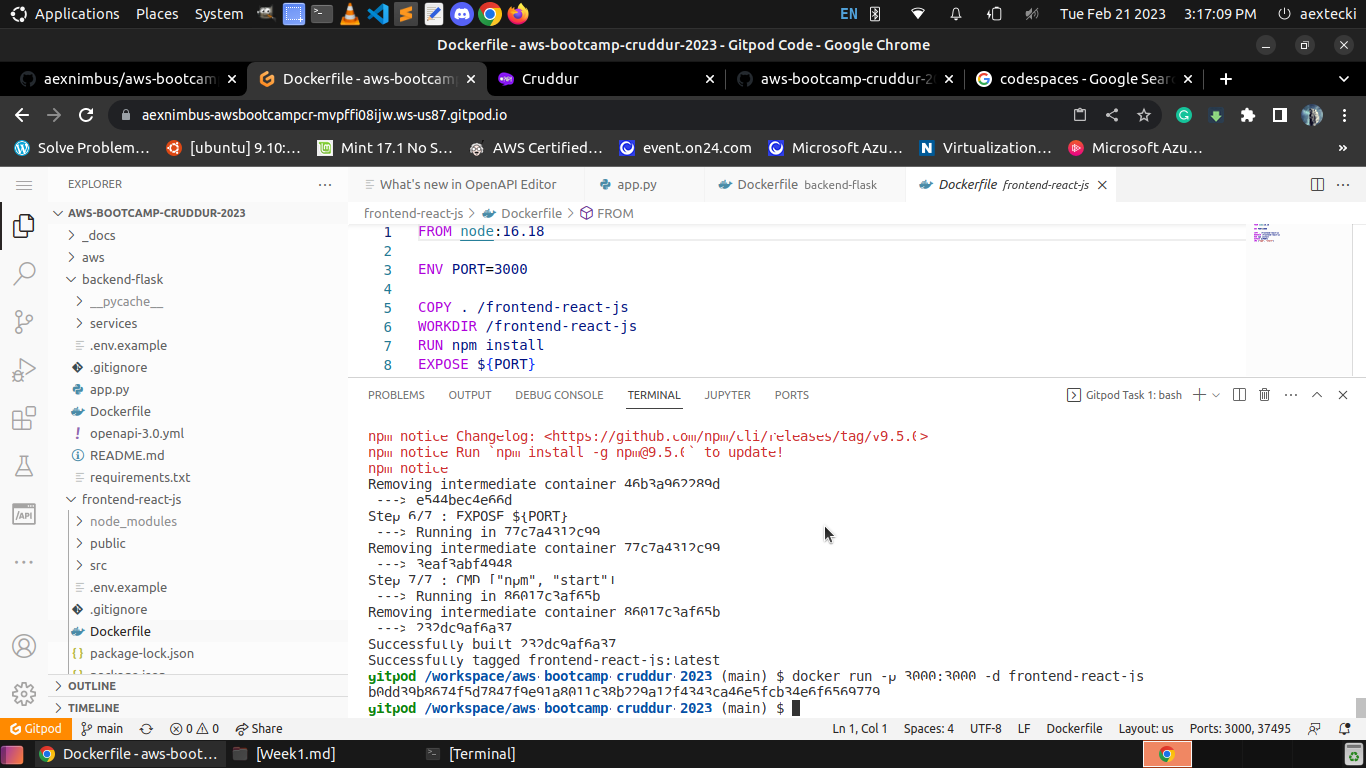 Applications Places System EN Tue Feb 21 2023 3:17:09 PM aextecki
Dockerfile - aws-bootcamp-cruddur-2023 - Gitpod Code - Google Chrome
aexnimbus/aws-bootcam Dockerfile - aws-bootcamp Cruddur aws-bootcamp-cruddur-2 codespaces - Google Sear
aexnimbus-awsbootcampcr-mvpffi08ijw.ws-us87.gitpod.io
Solve Problem... [ubuntu] 9.10:... Mint 17.1 No S... AWS Certified... event.on24.com Microsoft Azu... Virtualization... Microsoft Azu... »
EXPLORER ... What's new in OpenAPI Editor app.py Dockerfile backend-flask Dockerfile frontend-react-js
AWS-BOOTCAMP-CRUDDUR-2023
_docs
aws
backend-flask
__pycache__
services
.env.example
.gitignore
app.py
Dockerfile
openapi-3.0.yml
README.md
requirements.txt
frontend-react-js
node_modules
public
src
.env.example
.gitignore
Dockerfile
package-lock.json
OUTLINE
TIMELINE
frontend-react-js > Dockerfile > FROM
1 FROM node:16.18
2
3 ENV PORT=3000
4
5 COPY . /frontend-react-js
6 WORKDIR /frontend-react-js
7 RUN npm install
8 EXPOSE ${PORT}
PROBLEMS OUTPUT DEBUG CONSOLE TERMINAL JUPYTER PORTS Gitpod Task 1: bash
npm notice Changelog: <https://github.com/npm/cli/releases/tag/v9.5.0>
npm notice Run `npm install -g npm@9.5.0` to update!
npm notice
Removing intermediate container 46b3a962289d
---> e544bec4e66d
Step 6/7 : EXPOSE ${PORT}
---> Running in 77c7a4312c99
Removing intermediate container 77c7a4312c99
---> 3eaf3abf4948
Step 7/7 : CMD ["npm", "start"]
---> Running in 86017c3af65b
Removing intermediate container 86017c3af65b
---> 232dc9af6a37
Successfully built 232dc9af6a37
Successfully tagged frontend-react-js:latest
gitpod /workspace/aws-bootcamp-cruddur-2023 (main) $ docker run -p 3000:3000 -d frontend-react-js
b0dd39b8674f5d7847f9e91a8011c38b229a12f4343ca46e5fcb34e6f6569779
gitpod /workspace/aws-bootcamp-cruddur-2023 (main) $
Gitpod main 0 0 Share Ln 1, Col 1 Spaces: 4 UTF-8 LF Dockerfile Layout: us Ports: 3000, 37495
Dockerfile - aws-boot... [Week1.md] [Terminal]